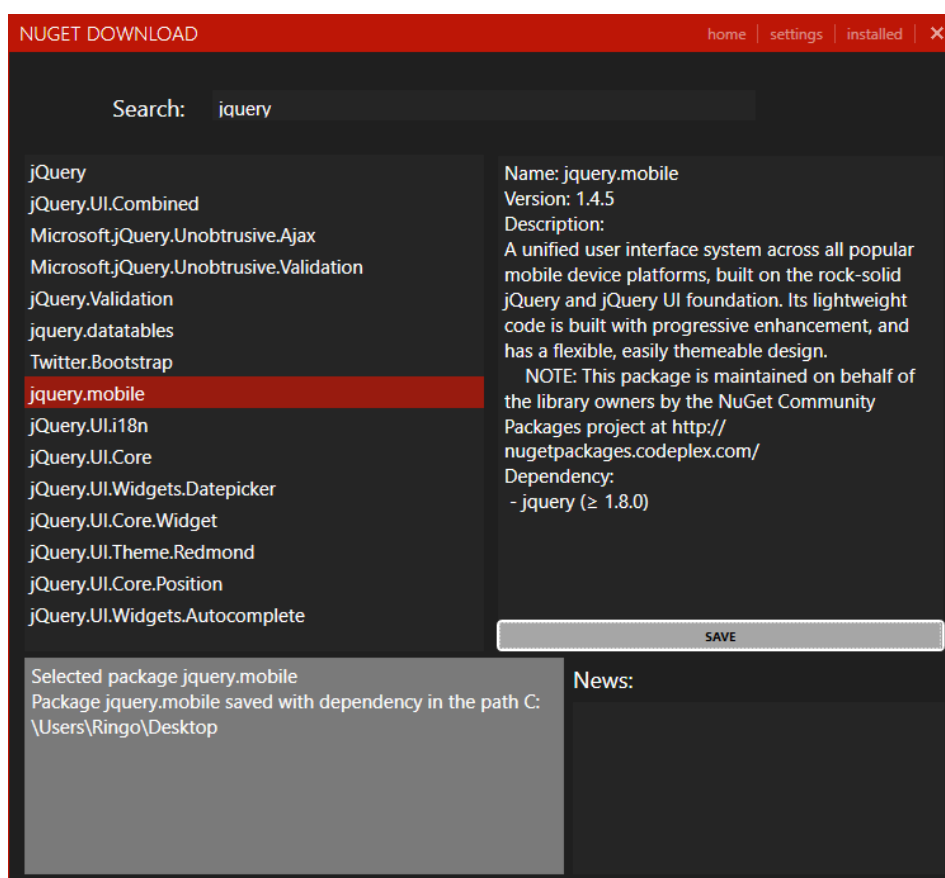 NUGET DOWNLOAD
home | settings | installed | ✕
Search: jquery
jQuery
jQuery.UI.Combined
Microsoft.jQuery.Unobtrusive.Ajax
Microsoft.jQuery.Unobtrusive.Validation
jQuery.Validation
jquery.datatables
Twitter.Bootstrap
jquery.mobile
jQuery.UI.i18n
jQuery.UI.Core
jQuery.UI.Widgets.Datepicker
jQuery.UI.Core.Widget
jQuery.UI.Theme.Redmond
jQuery.UI.Core.Position
jQuery.UI.Widgets.Autocomplete
Name: jquery.mobile
Version: 1.4.5
Description:
A unified user interface system across all popular
mobile device platforms, built on the rock-solid
jQuery and jQuery UI foundation. Its lightweight
code is built with progressive enhancement, and
has a flexible, easily themeable design.
NOTE: This package is maintained on behalf of
the library owners by the NuGet Community
Packages project at http://
nugetpackages.codeplex.com/
Dependency:
- jquery (≥ 1.8.0)
SAVE
Selected package jquery.mobile
Package jquery.mobile saved with dependency in the path C:
\Users\Ringo\Desktop
News: